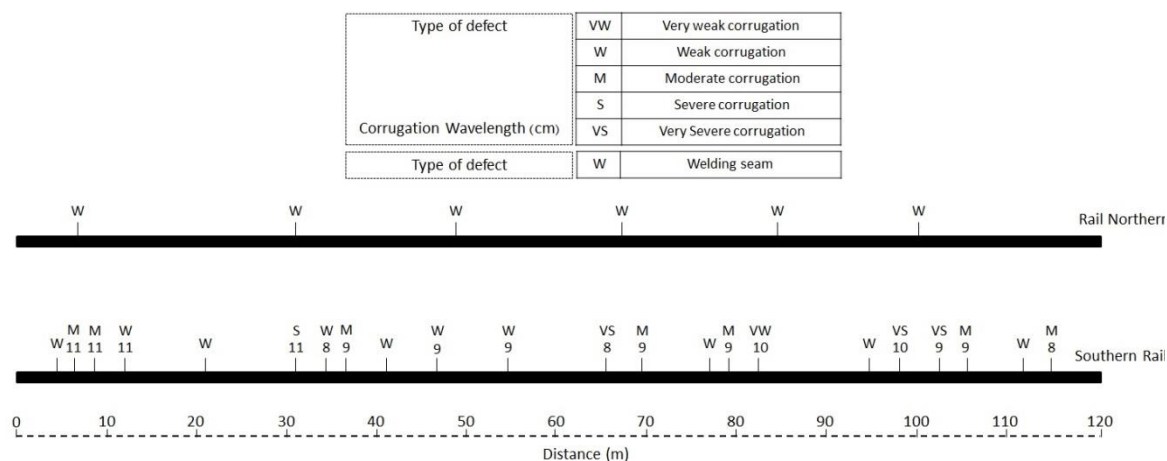 Type of defect
Corrugation Wavelength (cm)
VW Very weak corrugation
W Weak corrugation
M Moderate corrugation
S Severe corrugation
VS Very Severe corrugation
Type of defect W Welding seam
W W W W W W
Rail Northern
W M 11 M 11 W 11 W S 11 W 8 M 9 W W 9 W 9 VS 8 M 9 W M 9 VW 10 W VS 10 VS 9 M 9 W M 8
Southern Rail
0 10 20 30 40 50 60 70 80 90 100 110 120
Distance (m)